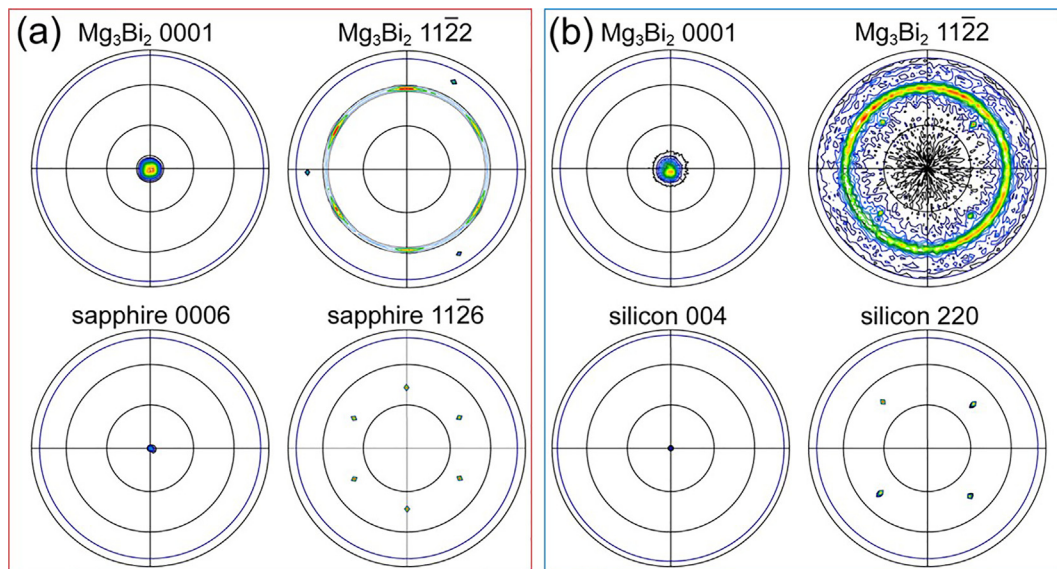 (a) Mg₃Bi₂ 0001 Mg₃Bi₂ 112̅2
sapphire 0006 sapphire 112̅6
(b) Mg₃Bi₂ 0001 Mg₃Bi₂ 112̅2
silicon 004 silicon 220